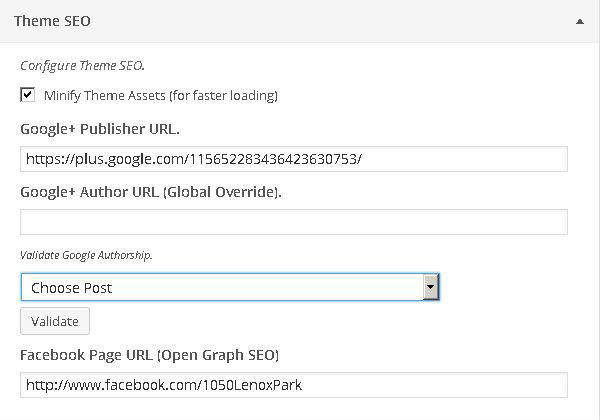 Theme SEO
Configure Theme SEO.
Minify Theme Assets (for faster loading)
Google+ Publisher URL.
https://plus.google.com/115652283436423630753/
Google+ Author URL (Global Override).
Validate Google Authorship.
Choose Post
Validate
Facebook Page URL (Open Graph SEO)
http://www.facebook.com/1050LenoxPark